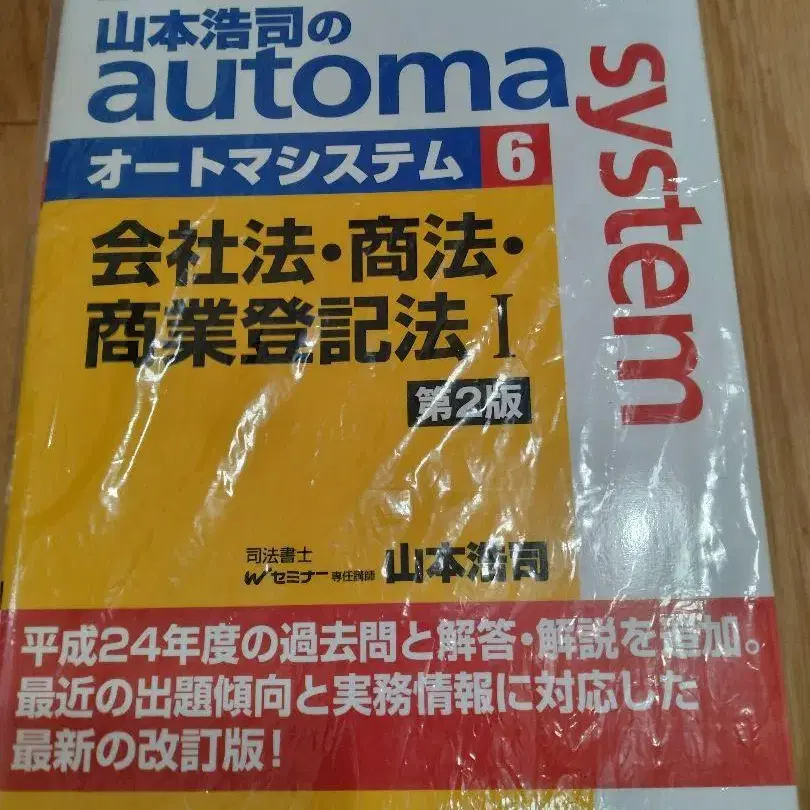 山本浩司の
automa
system
オートマシステム 6
会社法・商法・
商業登記法Ⅰ
第2版
司法書士
Wセミナー 専任講師 山本浩司
平成24年度の過去問と解答・解説を追加。
最近の出題傾向と実務情報に対応した
最新の改訂版!